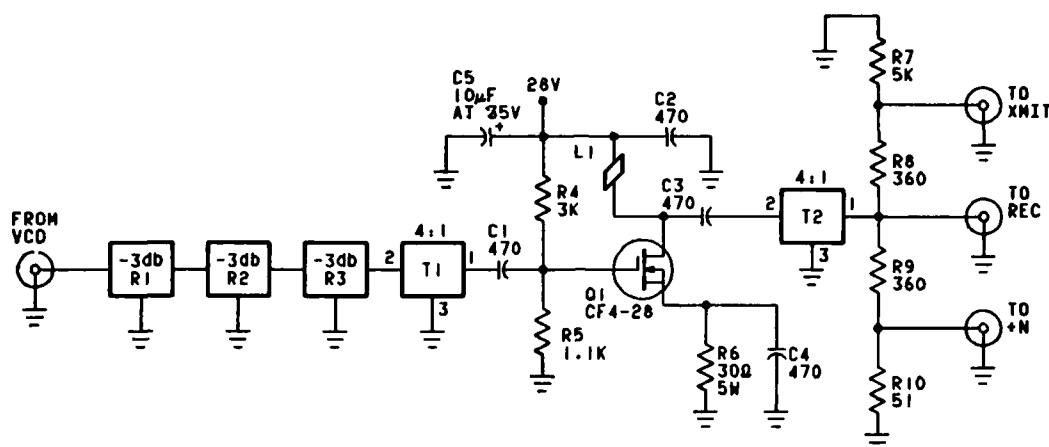 C5
10µF
AT 35V
+
28V
C2
470
L1
R4
3K
C3
470
R7
5K
TO
XMIT
R8
360
FROM
VCO
-3db
R1
-3db
R2
-3db
R3
2
4:1
T1
1
3
C1
470
2
4:1
T2
1
3
TO
REC
R9
360
Q1
CF4-28
R5
1.1K
R6
30Ω
5W
C4
470
TO
÷N
R10
51